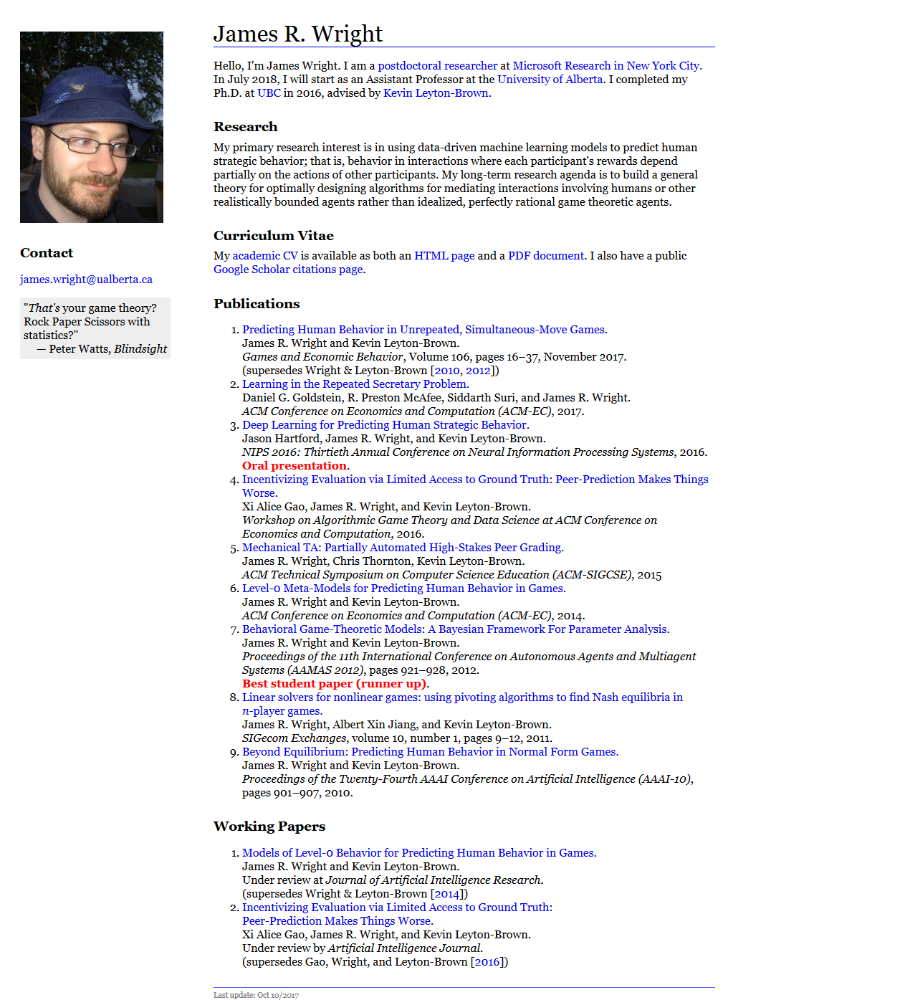 James R. Wright
Hello, I'm James Wright. I am a postdoctoral researcher at Microsoft Research in New York City.
In July 2018, I will start as an Assistant Professor at the University of Alberta. I completed my
Ph.D. at UBC in 2016, advised by Kevin Leyton-Brown.
Research
My primary research interest is in using data-driven machine learning models to predict human
strategic behavior; that is, behavior in interactions where each participant's rewards depend
partially on the actions of other participants. My long-term research agenda is to build a general
theory for optimally designing algorithms for mediating interactions involving humans or other
realistically bounded agents rather than idealized, perfectly rational game theoretic agents.
Contact
james.wright@ualberta.ca
"That's your game theory?
Rock Paper Scissors with
statistics?"
— Peter Watts, Blindsight
Curriculum Vitae
My academic CV is available as both an HTML page and a PDF document. I also have a public
Google Scholar citations page.
Publications
1. Predicting Human Behavior in Unrepeated, Simultaneous-Move Games.
James R. Wright and Kevin Leyton-Brown.
Games and Economic Behavior, Volume 106, pages 16–37, November 2017.
(supersedes Wright & Leyton-Brown [2010, 2012])
2. Learning in the Repeated Secretary Problem.
Daniel G. Goldstein, R. Preston McAfee, Siddarth Suri, and James R. Wright.
ACM Conference on Economics and Computation (ACM-EC), 2017.
3. Deep Learning for Predicting Human Strategic Behavior.
Jason Hartford, James R. Wright, and Kevin Leyton-Brown.
NIPS 2016: Thirtieth Annual Conference on Neural Information Processing Systems, 2016.
Oral presentation.
4. Incentivizing Evaluation via Limited Access to Ground Truth: Peer-Prediction Makes Things
Worse.
Xi Alice Gao, James R. Wright, and Kevin Leyton-Brown.
Workshop on Algorithmic Game Theory and Data Science at ACM Conference on
Economics and Computation, 2016.
5. Mechanical TA: Partially Automated High-Stakes Peer Grading.
James R. Wright, Chris Thornton, Kevin Leyton-Brown.
ACM Technical Symposium on Computer Science Education (ACM-SIGCSE), 2015
6. Level-0 Meta-Models for Predicting Human Behavior in Games.
James R. Wright and Kevin Leyton-Brown.
ACM Conference on Economics and Computation (ACM-EC), 2014.
7. Behavioral Game-Theoretic Models: A Bayesian Framework For Parameter Analysis.
James R. Wright and Kevin Leyton-Brown.
Proceedings of the 11th International Conference on Autonomous Agents and Multiagent
Systems (AAMAS 2012), pages 921–928, 2012.
Best student paper (runner up).
8. Linear solvers for nonlinear games: using pivoting algorithms to find Nash equilibria in
n-player games.
James R. Wright, Albert Xin Jiang, and Kevin Leyton-Brown.
SIGecom Exchanges, volume 10, number 1, pages 9–12, 2011.
9. Beyond Equilibrium: Predicting Human Behavior in Normal Form Games.
James R. Wright and Kevin Leyton-Brown.
Proceedings of the Twenty-Fourth AAAI Conference on Artificial Intelligence (AAAI-10),
pages 901–907, 2010.
Working Papers
1. Models of Level-0 Behavior for Predicting Human Behavior in Games.
James R. Wright and Kevin Leyton-Brown.
Under review at Journal of Artificial Intelligence Research.
(supersedes Wright & Leyton-Brown [2014])
2. Incentivizing Evaluation via Limited Access to Ground Truth:
Peer-Prediction Makes Things Worse.
Xi Alice Gao, James R. Wright, and Kevin Leyton-Brown.
Under review by Artificial Intelligence Journal.
(supersedes Gao, Wright, and Leyton-Brown [2016])
Last update: Oct 10/2017